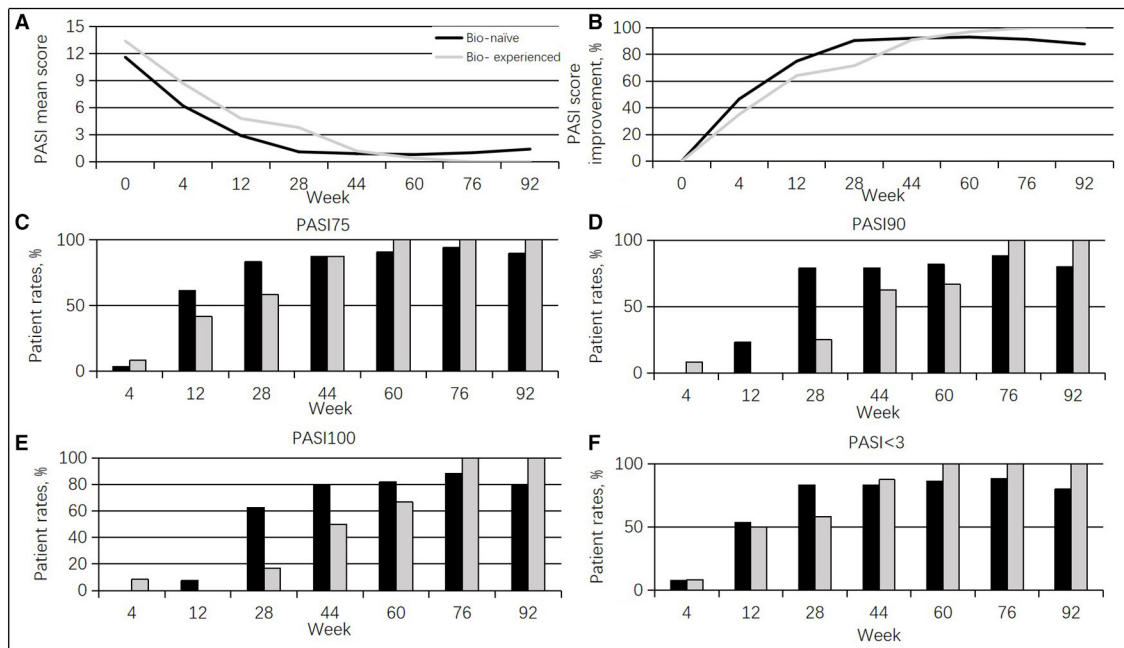 A
15
12
9
6
3
0
PASI mean score
Bio-naïve
Bio- experienced
0 4 12 28 44 60 76 92
Week
B
100
80
60
40
20
0
PASI score
improvement, %
0 4 12 28 44 60 76 92
Week
C
PASI75
100
50
0
Patient rates, %
4 12 28 44 60 76 92
Week
D
PASI90
100
50
0
Patient rates, %
4 12 28 44 60 76 92
Week
E
PASI100
100
80
60
40
20
0
Patient rates, %
4 12 28 44 60 76 92
Week
F
PASI<3
100
50
0
Patient rates, %
4 12 28 44 60 76 92
Week